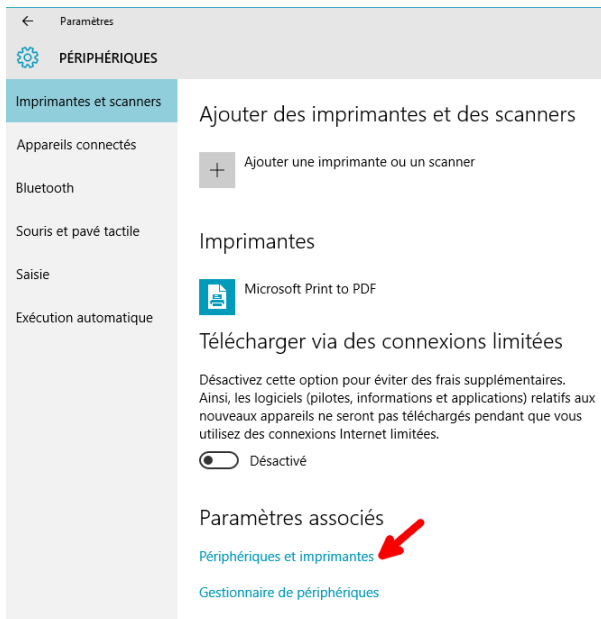 Paramètres
PÉRIPHÉRIQUES
Imprimantes et scanners
Appareils connectés
Bluetooth
Souris et pavé tactile
Saisie
Exécution automatique
Ajouter des imprimantes et des scanners
Ajouter une imprimante ou un scanner
Imprimantes
Microsoft Print to PDF
Télécharger via des connexions limitées
Désactivez cette option pour éviter des frais supplémentaires.
Ainsi, les logiciels (pilotes, informations et applications) relatifs aux
nouveaux appareils ne seront pas téléchargés pendant que vous
utilisez des connexions Internet limitées.
Désactivé
Paramètres associés
Périphériques et imprimantes
Gestionnaire de périphériques